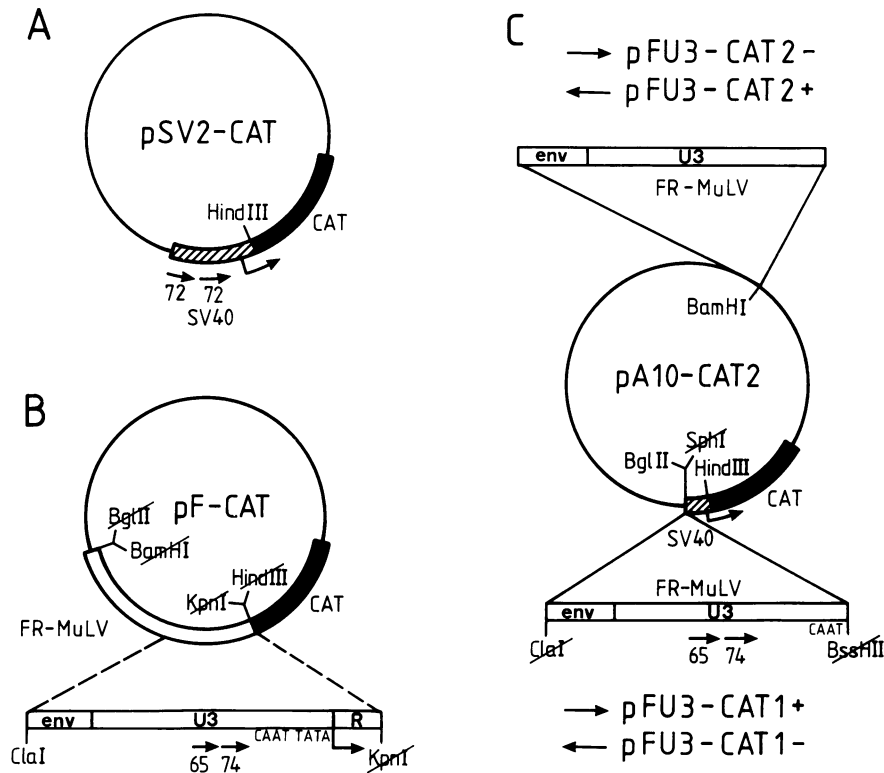 A
pSV2-CAT
HindIII
CAT
72 72
SV40
B
pF-CAT
BglII
BamHI
HindIII
KpnI
CAT
FR-MuLV
env U3 R
CAAT TATA
ClaI 65 74 KpnI
C
pFU3-CAT2-
pFU3-CAT2+
env U3
FR-MuLV
BamHI
pA10-CAT2
SphI
BglII HindIII
CAT
SV40
FR-MuLV
env U3
CAAT
ClaI 65 74 BssHII
pFU3-CAT1+
pFU3-CAT1-